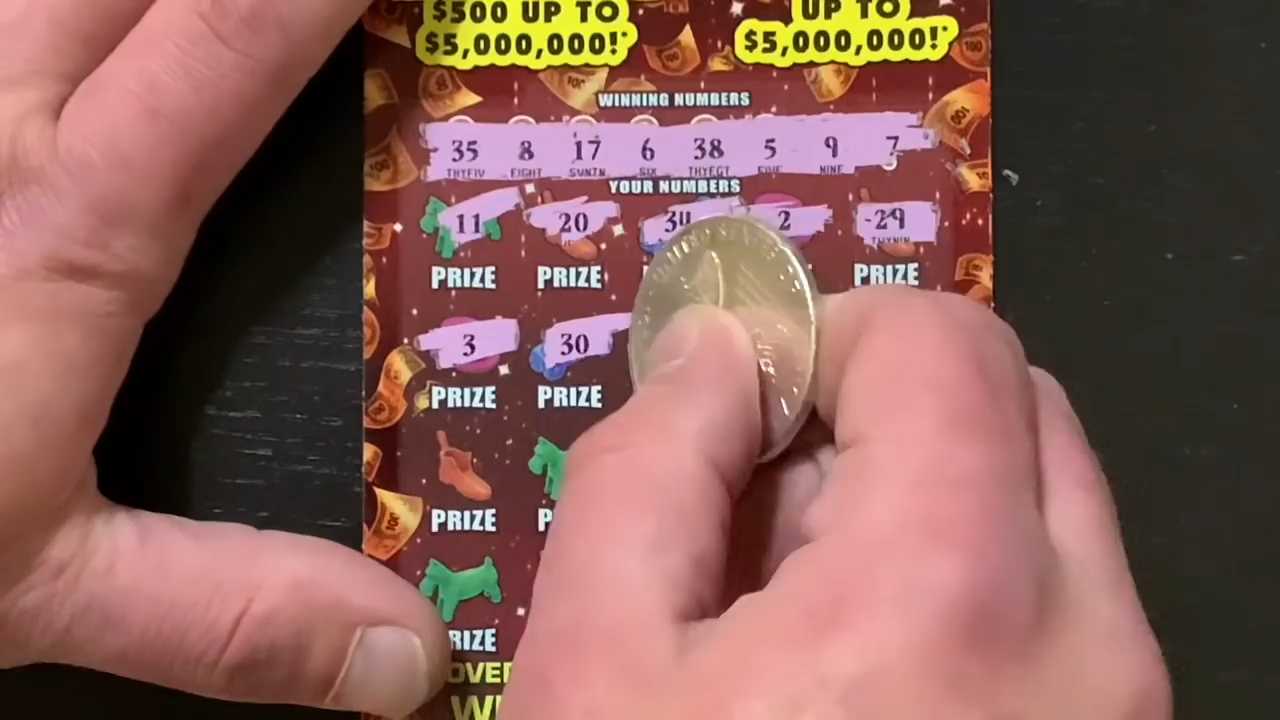 $500 UP TO UP TO
$5,000,000!* $5,000,000!*
WINNING NUMBERS
35 8 17 6 38 5 9 7
THYFIV EIGHT SVNTN SIX THYEGT FIVE NINE
YOUR NUMBERS
11 20 34 2 29
PRIZE PRIZE PRIZE
3 30
PRIZE PRIZE
PRIZE